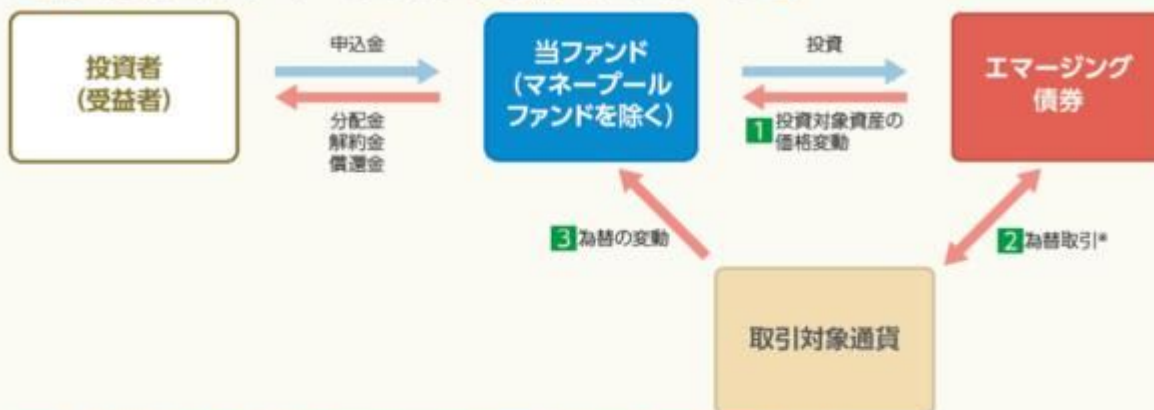 投資者
(受益者)
申込金
分配金
解約金
償還金
当ファンド
(マネープール
ファンドを除く)
投資
1 投資対象資産の
価格変動
エマージング
債券
3 為替の変動
2 為替取引*
取引対象通貨